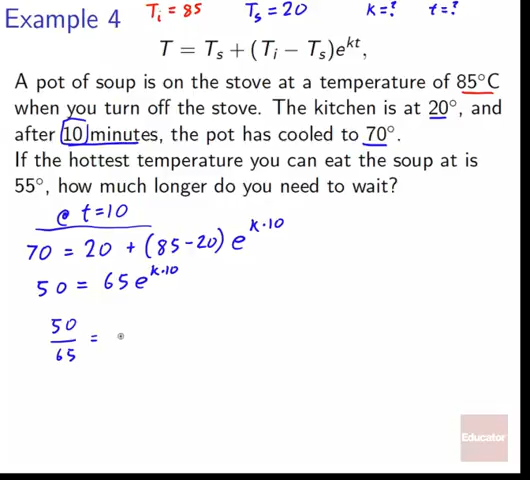 Example 4 Tᵢ = 85 Tₛ = 20 k = ? t = ?
T = Tₛ + (Tᵢ − Tₛ)eᵏᵗ,
A pot of soup is on the stove at a temperature of 85°C
when you turn off the stove. The kitchen is at 20°, and
after 10 minutes, the pot has cooled to 70°.
If the hottest temperature you can eat the soup at is
55°, how much longer do you need to wait?
@ t=10
70 = 20 + (85-20) e^k·10
50 = 65 e^k·10
50/65 =
Educator